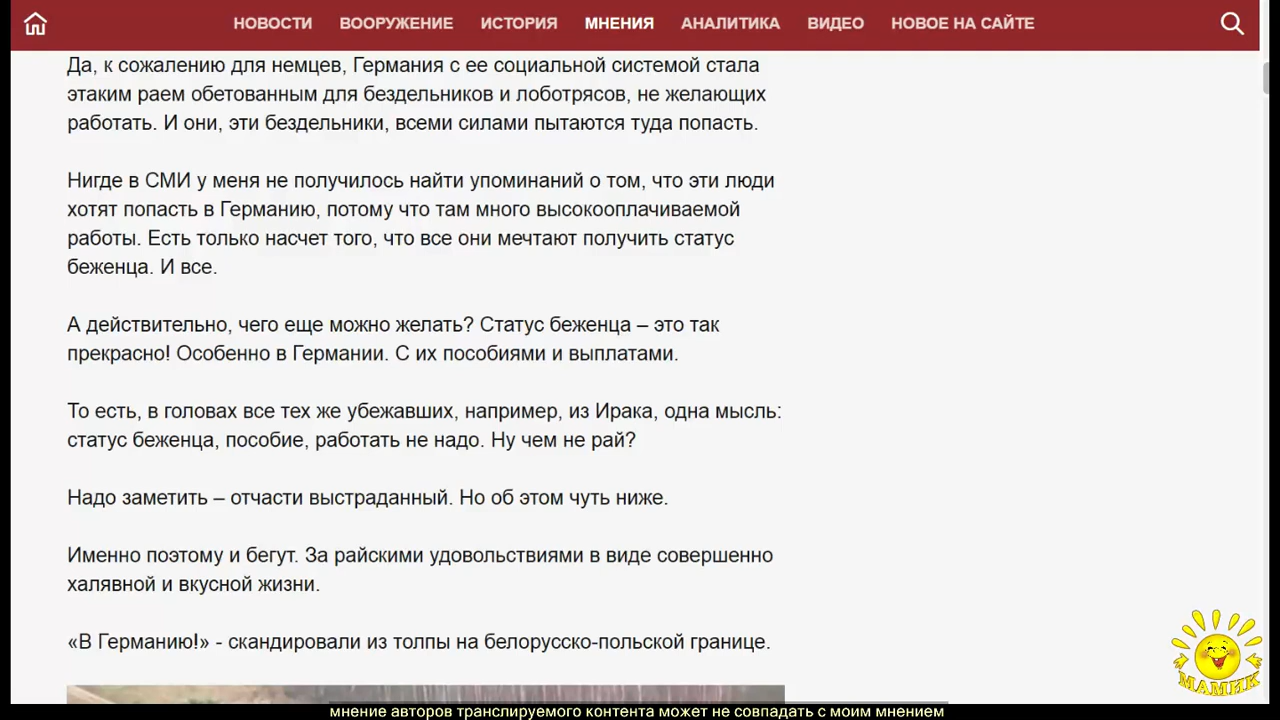 НОВОСТИ ВООРУЖЕНИЕ ИСТОРИЯ МНЕНИЯ АНАЛИТИКА ВИДЕО НОВОЕ НА САЙТЕ
Да, к сожалению для немцев, Германия с ее социальной системой стала
этаким раем обетованным для бездельников и лоботрясов, не желающих
работать. И они, эти бездельники, всеми силами пытаются туда попасть.
Нигде в СМИ у меня не получилось найти упоминаний о том, что эти люди
хотят попасть в Германию, потому что там много высокооплачиваемой
работы. Есть только насчет того, что все они мечтают получить статус
беженца. И все.
А действительно, чего еще можно желать? Статус беженца – это так
прекрасно! Особенно в Германии. С их пособиями и выплатами.
То есть, в головах все тех же убежавших, например, из Ирака, одна мысль:
статус беженца, пособие, работать не надо. Ну чем не рай?
Надо заметить – отчасти выстраданный. Но об этом чуть ниже.
Именно поэтому и бегут. За райскими удовольствиями в виде совершенно
халявной и вкусной жизни.
«В Германию!» - скандировали из толпы на белорусско-польской границе.
МАМИК
мнение авторов транслируемого контента может не совпадать с моим мнением